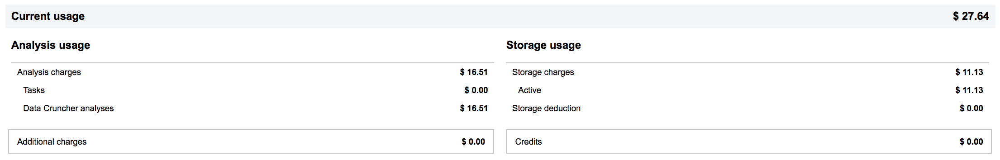 Current usage $ 27.64
Analysis usage
Analysis charges $ 16.51
Tasks $ 0.00
Data Cruncher analyses $ 16.51
Additional charges $ 0.00
Storage usage
Storage charges $ 11.13
Active $ 11.13
Storage deduction $ 0.00
Credits $ 0.00